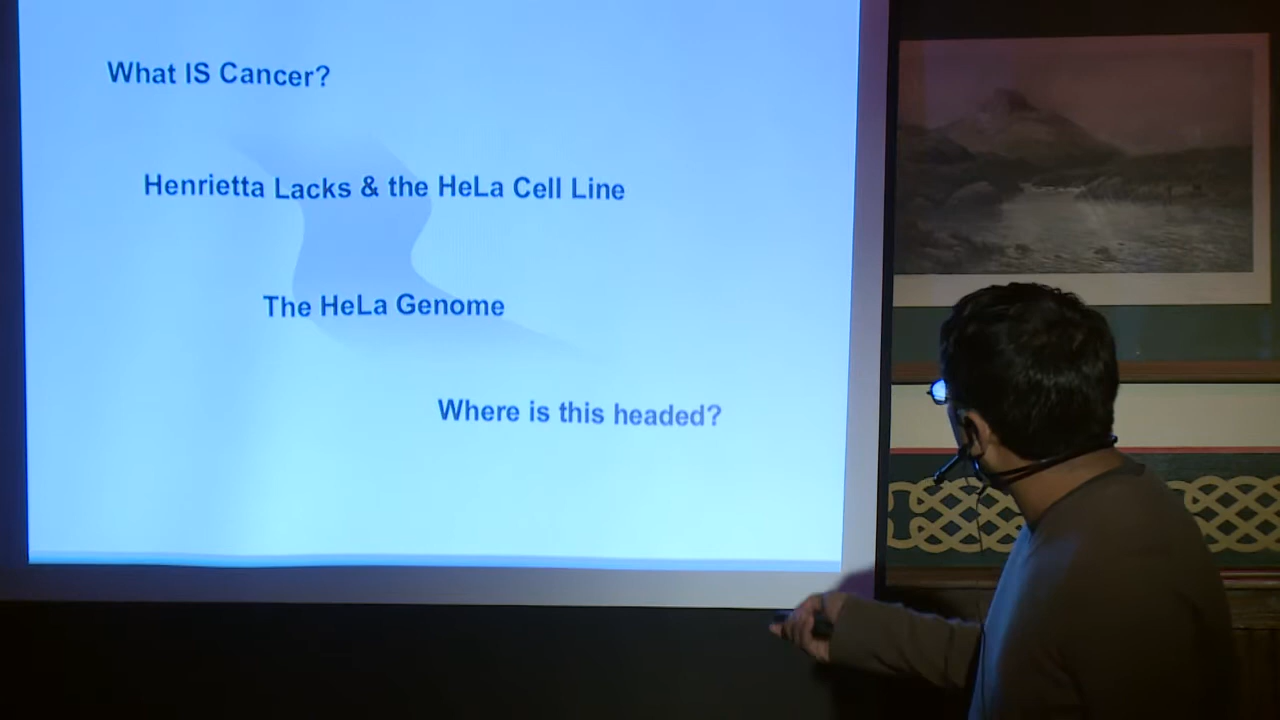 What IS Cancer?
Henrietta Lacks & the HeLa Cell Line
The HeLa Genome
Where is this headed?